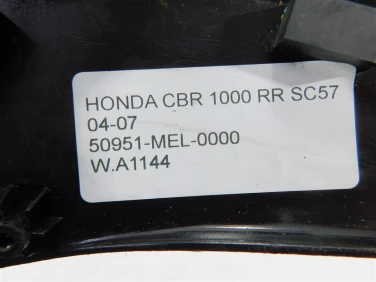 HONDA CBR 1000 RR SC57
04-07
50951-MEL-0000
W.A1144